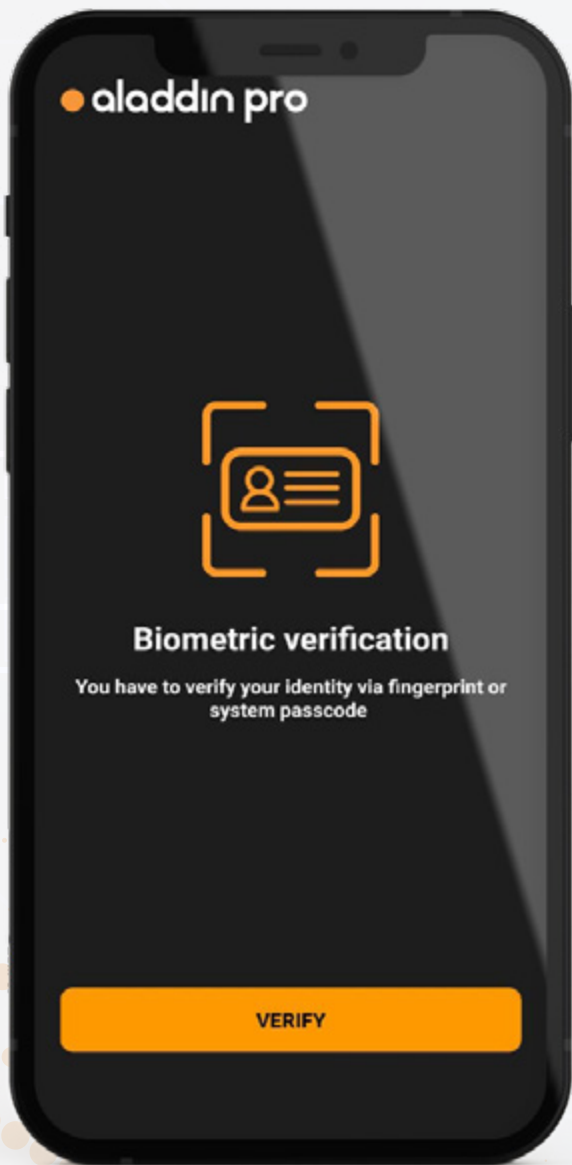 aladdin pro
Biometric verification
You have to verify your identity via fingerprint or
system passcode
VERIFY